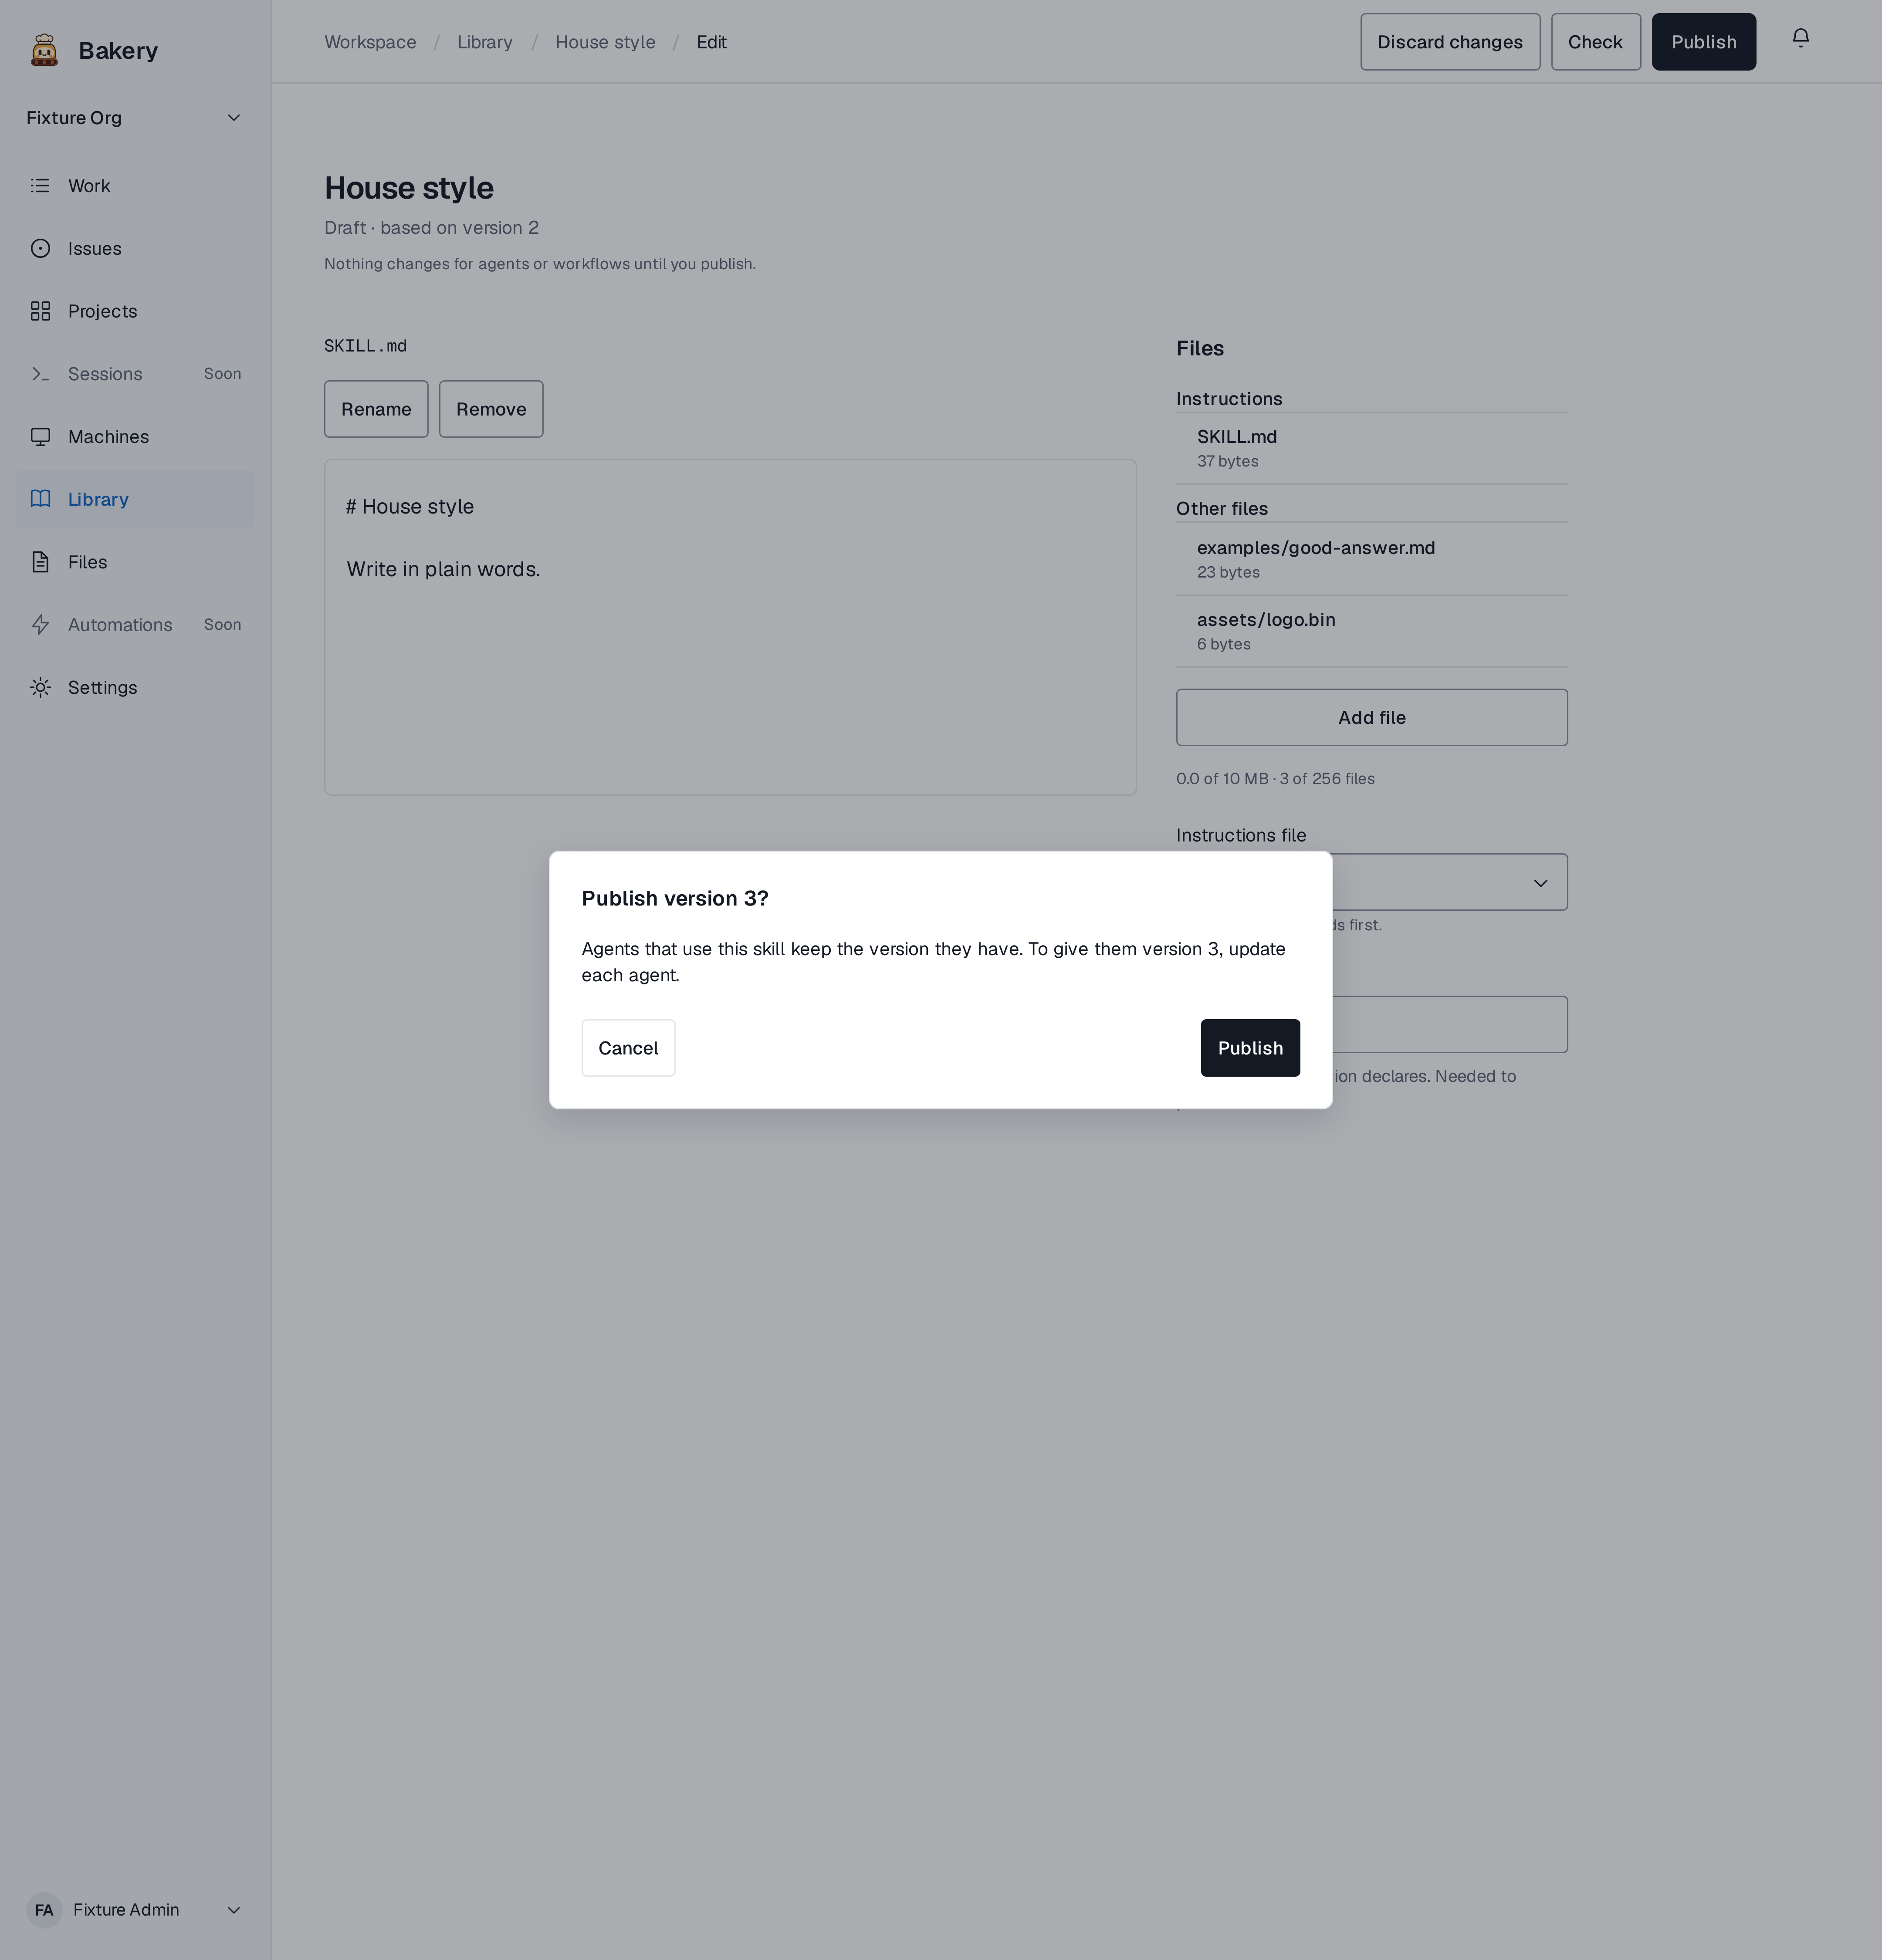 Bakery
Fixture Org
Work
Issues
Projects
Sessions Soon
Machines
Library
Files
Automations Soon
Settings
FA Fixture Admin
Workspace / Library / House style / Edit
Discard changes
Check
Publish
House style
Draft · based on version 2
Nothing changes for agents or workflows until you publish.
SKILL.md
Rename
Remove
# House style
Write in plain words.
Files
Instructions
SKILL.md
37 bytes
Other files
examples/good-answer.md
23 bytes
assets/logo.bin
6 bytes
Add file
0.0 of 10 MB · 3 of 256 files
Instructions file
first.
declares. Needed to
Publish version 3?
Agents that use this skill keep the version they have. To give them version 3, update
each agent.
Cancel
Publish